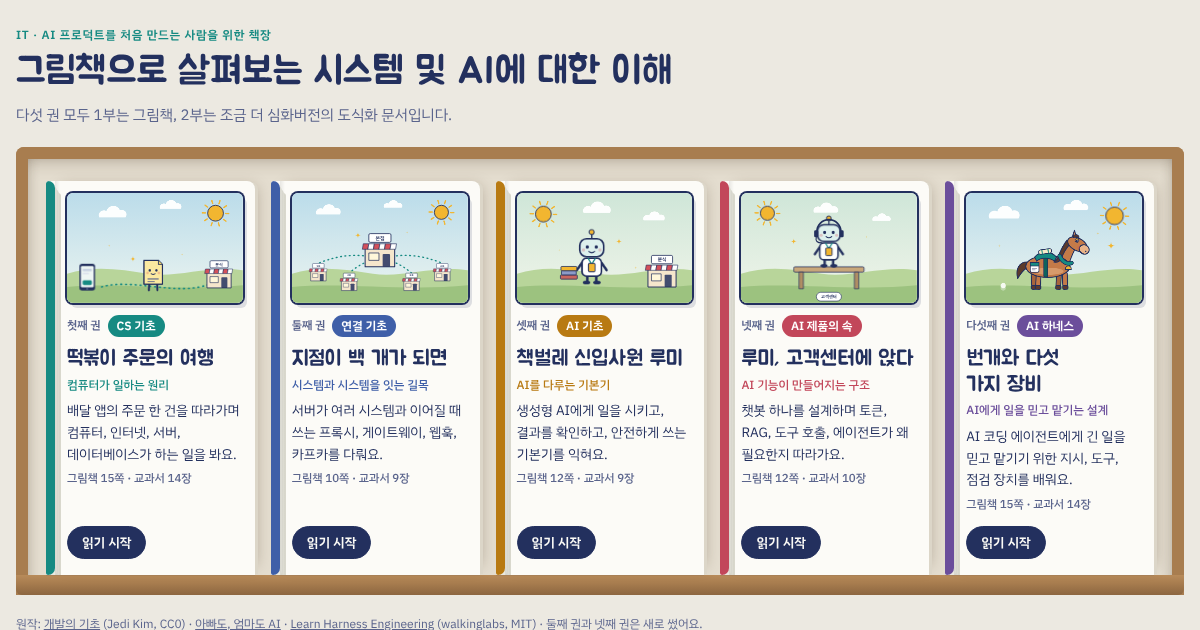 IT · AI 프로덕트를 처음 만드는 사람을 위한 책장
그림책으로 살펴보는 시스템 및 AI에 대한 이해
다섯 권 모두 1부는 그림책, 2부는 조금 더 심화버전의 도식화 문서입니다.
분식
첫째 권 CS 기초
떡볶이 주문의 여행
컴퓨터가 일하는 원리
배달 앱의 주문 한 건을 따라가며
컴퓨터, 인터넷, 서버,
데이터베이스가 하는 일을 봐요.
그림책 15쪽 · 교과서 14장
읽기 시작
본점
둘째 권 연결 기초
지점이 백 개가 되면
시스템과 시스템을 잇는 길목
서버가 여러 시스템과 이어질 때
쓰는 프록시, 게이트웨이, 웹훅,
카프카를 다뤄요.
그림책 10쪽 · 교과서 9장
읽기 시작
분식
셋째 권 AI 기초
책벌레 신입사원 루미
AI를 다루는 기본기
생성형 AI에게 일을 시키고,
결과를 확인하고, 안전하게 쓰는
기본기를 익혀요.
그림책 12쪽 · 교과서 9장
읽기 시작
고객센터
넷째 권 AI 제품의 속
루미, 고객센터에 앉다
AI 기능이 만들어지는 구조
챗봇 하나를 설계하며 토큰,
RAG, 도구 호출, 에이전트가 왜
필요한지 따라가요.
그림책 12쪽 · 교과서 10장
읽기 시작
다섯째 권 AI 하네스
번개와 다섯
가지 장비
AI에게 일을 믿고 맡기는 설계
AI 코딩 에이전트에게 긴 일을
믿고 맡기기 위한 지시, 도구,
점검 장치를 배워요.
그림책 15쪽 · 교과서 14장
읽기 시작
원작: 개발의 기초 (Jedi Kim, CC0) · 아빠도, 엄마도 AI · Learn Harness Engineering (walkinglabs, MIT) · 둘째 권과 넷째 권은 새로 썼어요.